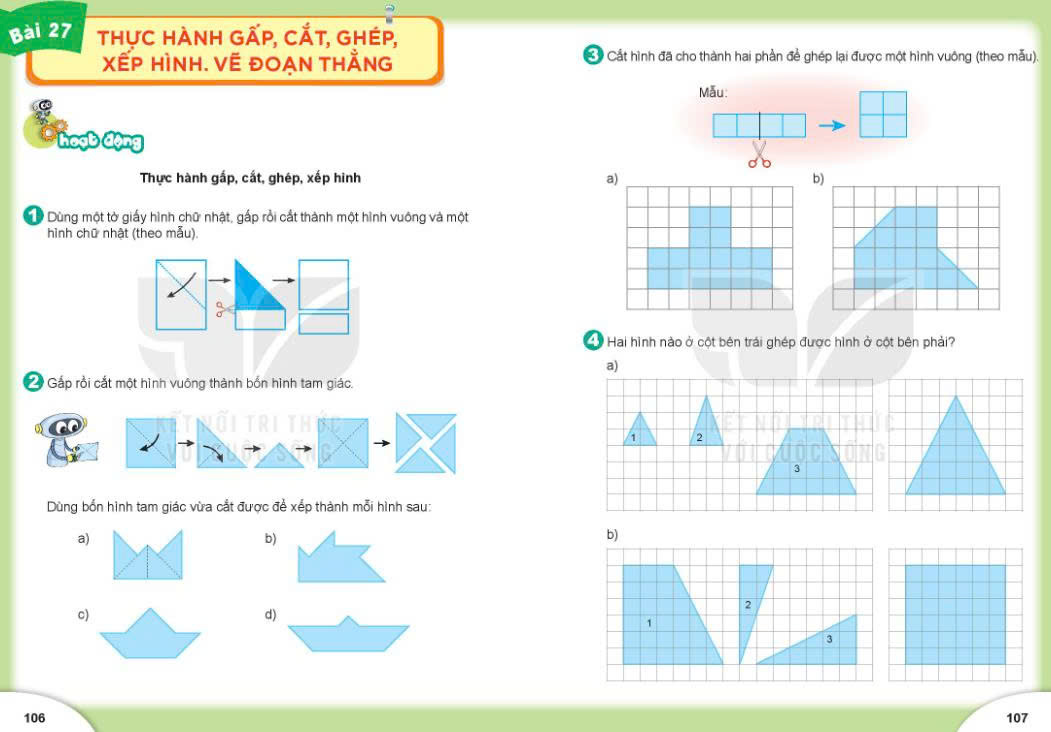 Bài 27
THỰC HÀNH GẤP, CẮT, GHÉP,
XẾP HÌNH. VẼ ĐOẠN THẲNG
hoạt động
Thực hành gấp, cắt, ghép, xếp hình
1 Dùng một tờ giấy hình chữ nhật, gấp rồi cắt thành một hình vuông và một
hình chữ nhật (theo mẫu).
2 Gấp rồi cắt một hình vuông thành bốn hình tam giác.
KẾT NỐI TRI THỨC
VỚI CUỘC SỐNG
Dùng bốn hình tam giác vừa cắt được để xếp thành mỗi hình sau:
a)
b)
c)
d)
106
3 Cắt hình đã cho thành hai phần để ghép lại được một hình vuông (theo mẫu).
Mẫu:
a)
b)
4 Hai hình nào ở cột bên trái ghép được hình ở cột bên phải?
a)
1
2
3
KẾT NỐI TRI THỨC
VỚI CUỘC SỐNG
b)
1
2
3
107